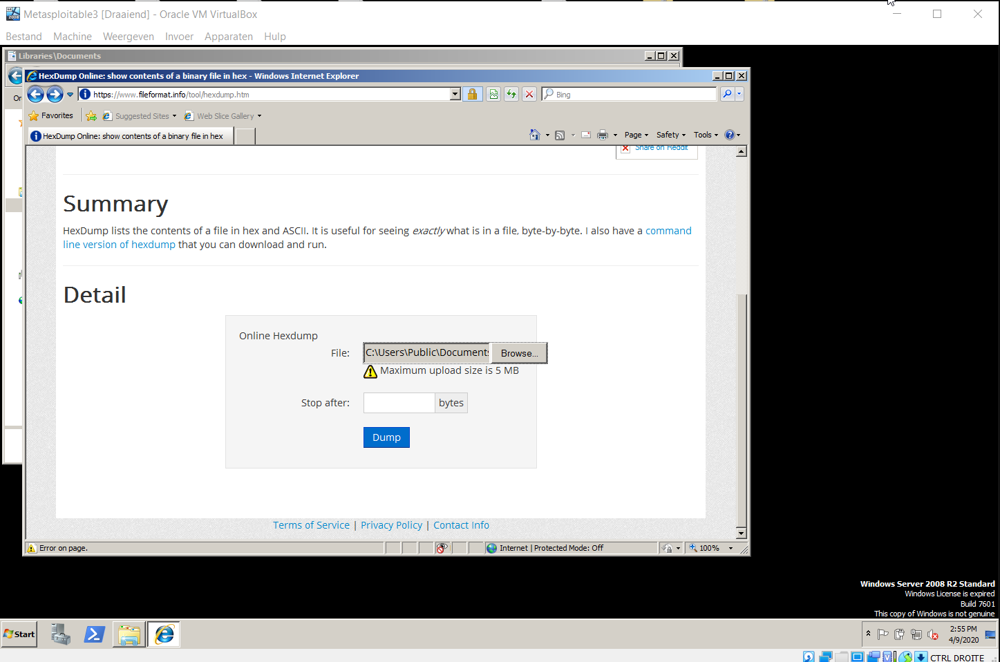 Metasploitable3 [Draaiend] - Oracle VM VirtualBox
Bestand Machine Weergeven Invoer Apparaten Hulp
Libraries\Documents
HexDump Online: show contents of a binary file in hex - Windows Internet Explorer
https://www.fileformat.info/tool/hexdump.htm
Bing
Favorites Suggested Sites Web Slice Gallery
HexDump Online: show contents of a binary file in hex
Page Safety Tools
Share on Reddit
Summary
HexDump lists the contents of a file in hex and ASCII. It is useful for seeing exactly what is in a file, byte-by-byte. I also have a command
line version of hexdump that you can download and run.
Detail
Online Hexdump
File: C:\Users\Public\Documents Browse...
Maximum upload size is 5 MB
Stop after: bytes
Dump
Terms of Service | Privacy Policy | Contact Info
Error on page. Internet | Protected Mode: Off 100%
Windows Server 2008 R2 Standard
Windows License is expired
Build 7601
This copy of Windows is not genuine
Start
2:55 PM
4/9/2020
CTRL DROITE